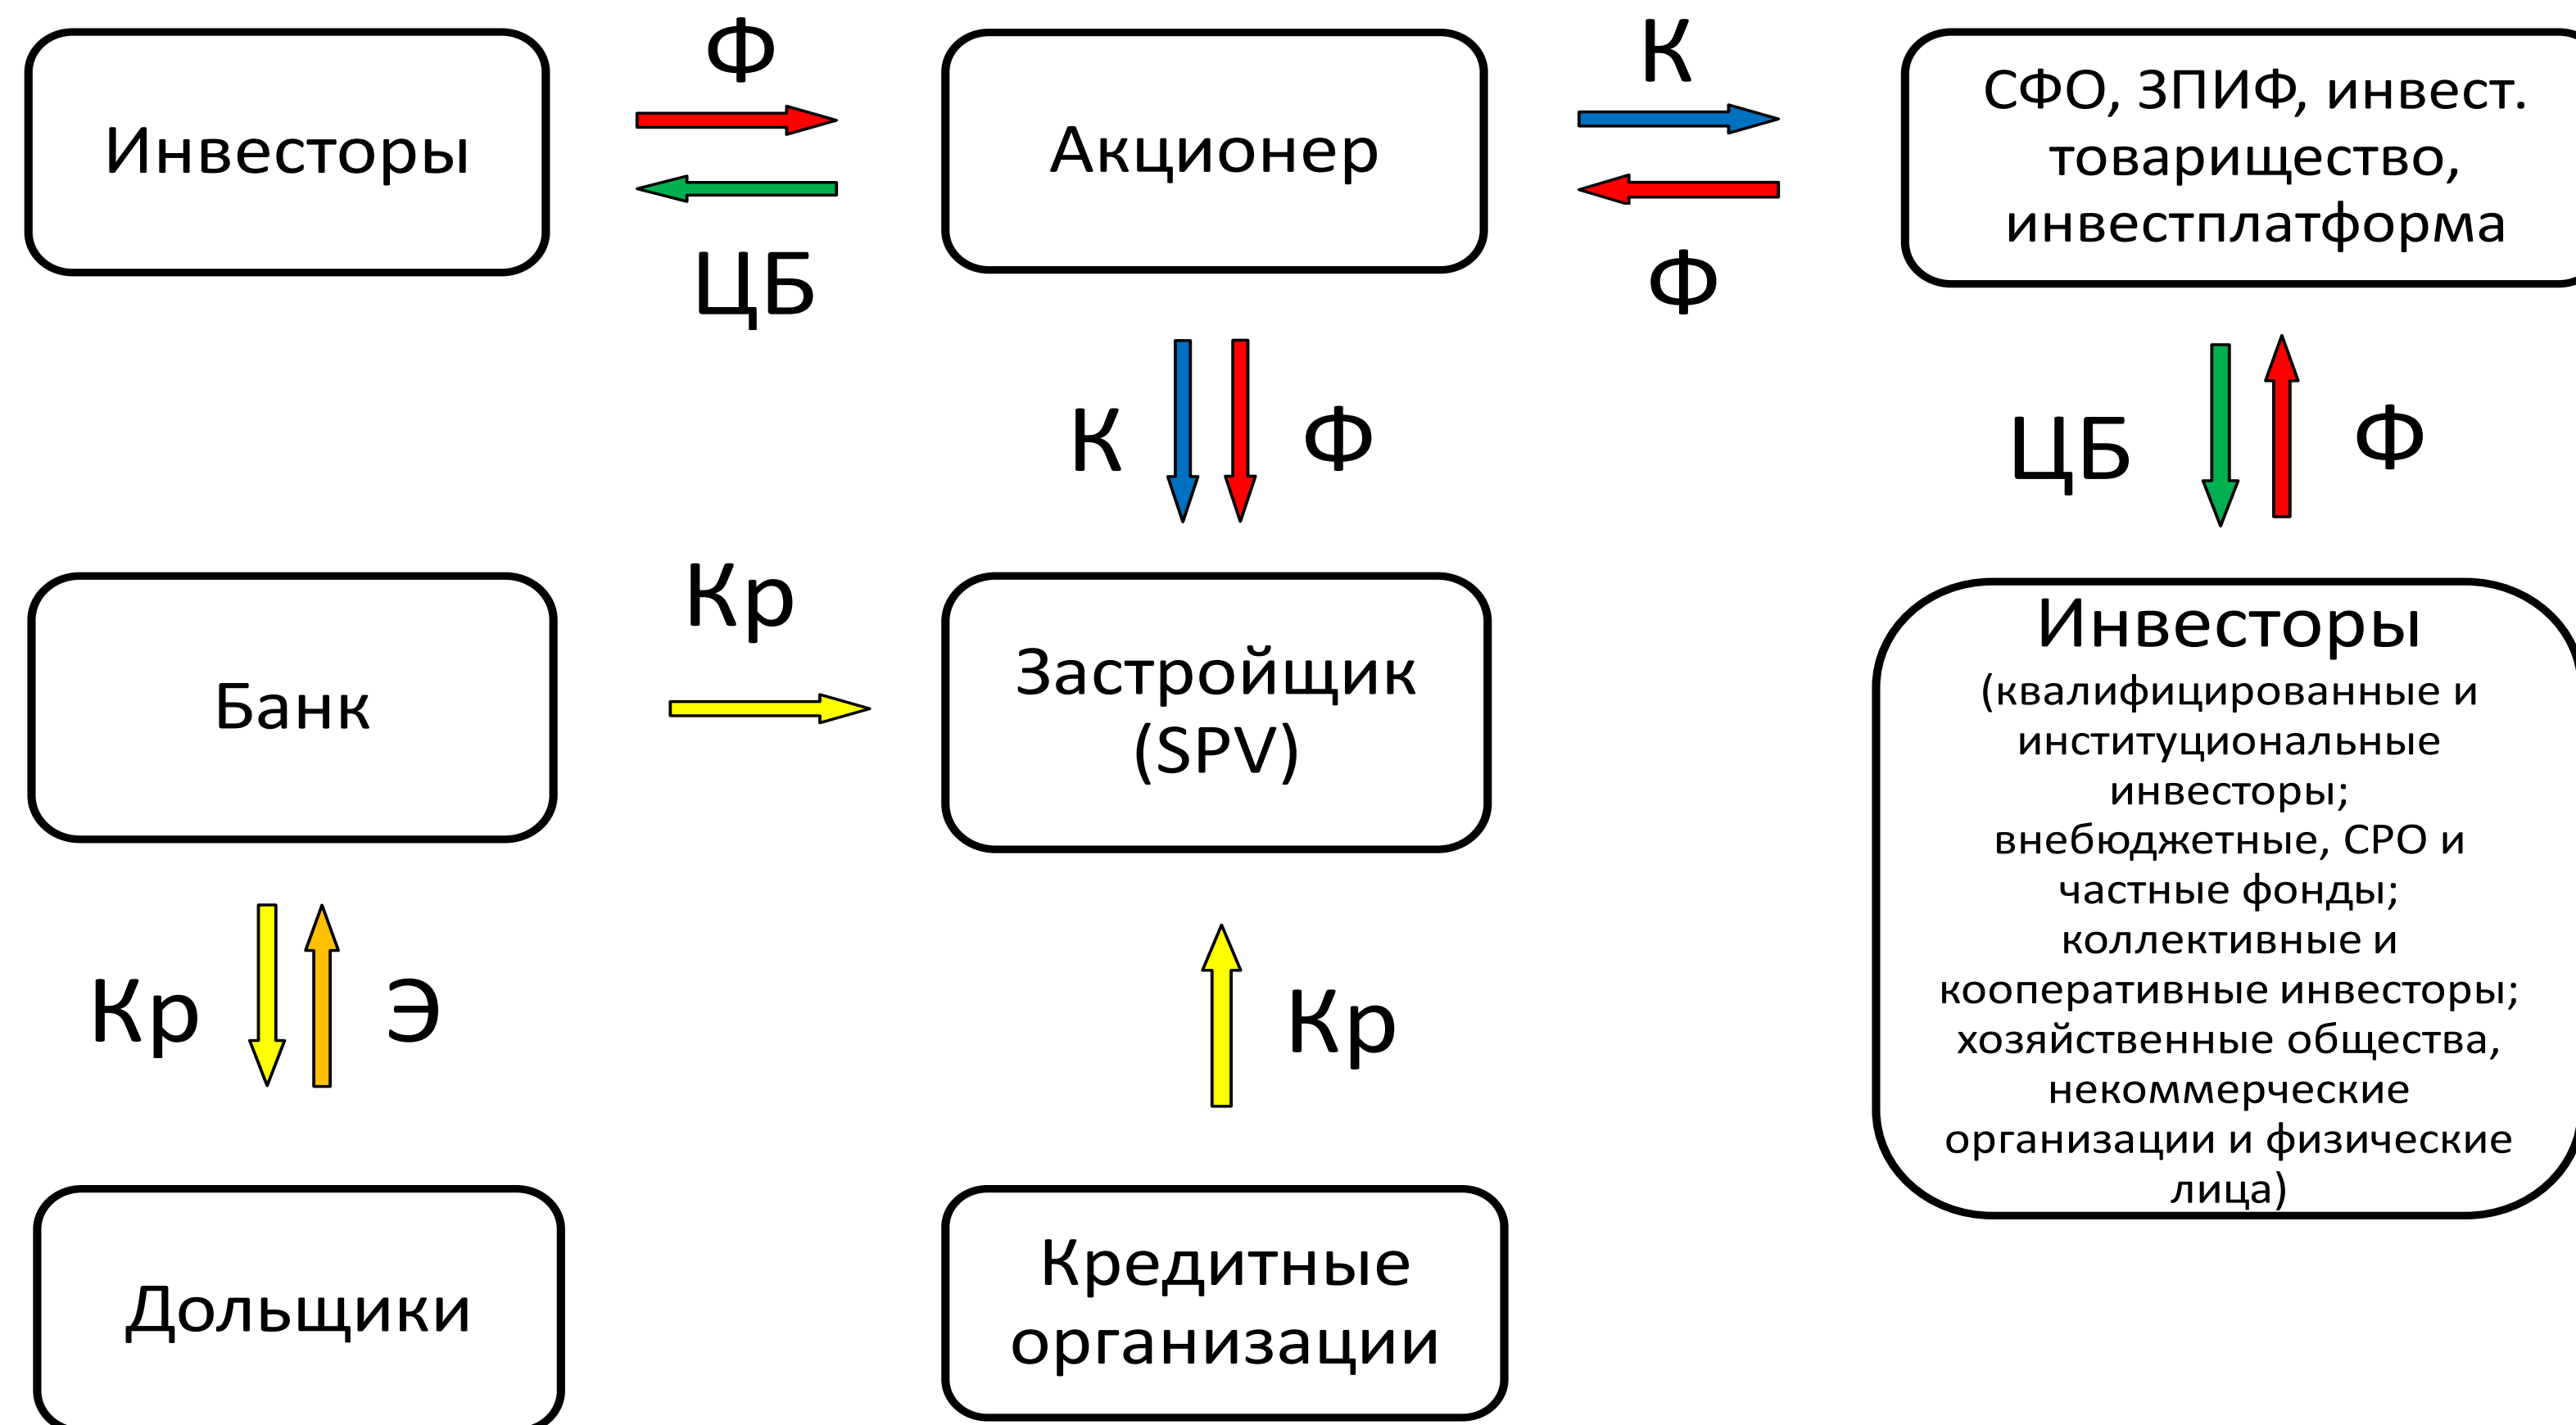 Ф
К
Инвесторы
Акционер
СФО, ЗПИФ, инвест.
товарищество,
инвестплатформа
ЦБ
Ф
К
Ф
ЦБ
Ф
Кр
Банк
Застройщик
(SPV)
Инвесторы
(квалифицированные и
институциональные
инвесторы;
внебюджетные, СРО и
частные фонды;
коллективные и
кооперативные инвесторы;
хозяйственные общества,
некоммерческие
организации и физические
лица)
Кр
Э
Кр
Дольщики
Кредитные
организации